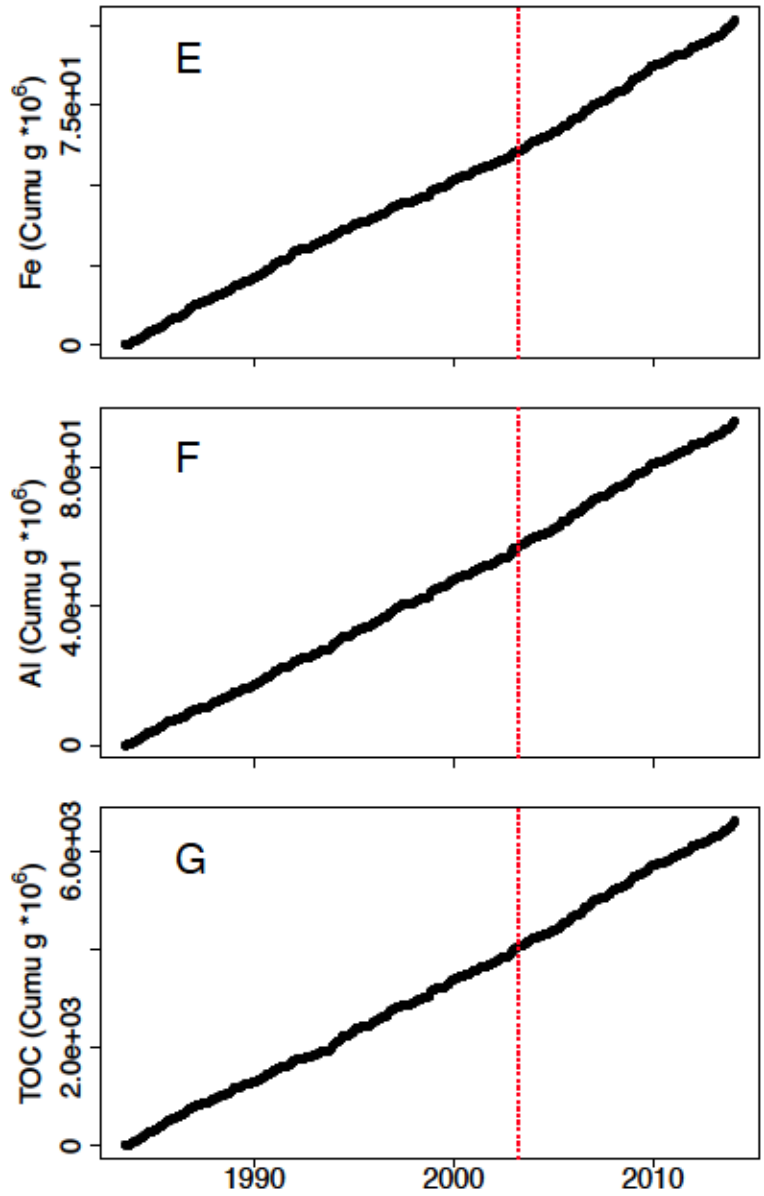 E
Fe (Cumu g *10⁶)
7.5e+01
0
F
Al (Cumu g *10⁶)
8.0e+01
4.0e+01
0
G
TOC (Cumu g *10⁶)
6.0e+03
2.0e+03
0
1990 2000 2010